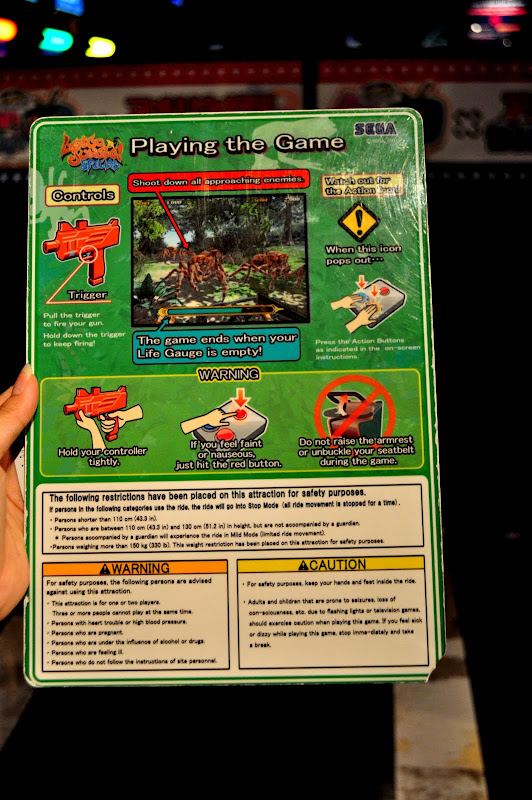 Let's Go Jungle
SPECIAL
Playing the Game
SEGA
Controls
Shoot down all approaching enemies.
Watch out for
the Action
Trigger
When this icon
pops out…
Pull the trigger
to fire your gun.
Hold down the trigger
to keep firing!
The game ends when your
Life Gauge is empty!
Press the Action Buttons
as indicated in the on-screen
instructions.
WARNING
Hold your controller
tightly.
If you feel faint
or nauseous,
just hit the red button.
Do not raise the armrest
or unbuckle your seatbelt
during the game.
The following restrictions have been placed on this attraction for safety purposes.
If persons in the following categories use the ride, the ride will go into Stop Mode (all ride movement is stopped for a time).
・Persons shorter than 110 cm (43.3 in).
・Persons who are between 110 cm (43.3 in) and 130 cm (51.2 in) in height, but are not accompanied by a guardian.
＊ Persons accompanied by a guardian will experience the ride in Mild Mode (limited ride movement).
・Persons weighing more than 150 kg (330 lb). This weight restriction has been placed on this attraction for safety purposes.
WARNING
For safety purposes, the following persons are advised
against using this attraction.
・This attraction is for one or two players.
Three or more people cannot play at the same time.
・Persons with heart trouble or high blood pressure.
・Persons who are pregnant.
・Persons who are under the influence of alcohol or drugs.
・Persons who are feeling ill.
・Persons who do not follow the instructions of site personnel.
CAUTION
・For safety purposes, keep your hands and feet inside the ride.
・Adults and children that are prone to seizures, loss of
con-sciousness, etc. due to flashing lights or television games,
should exercise caution when playing this game. If you feel sick
or dizzy while playing this game, stop imme-diately and take
a break.